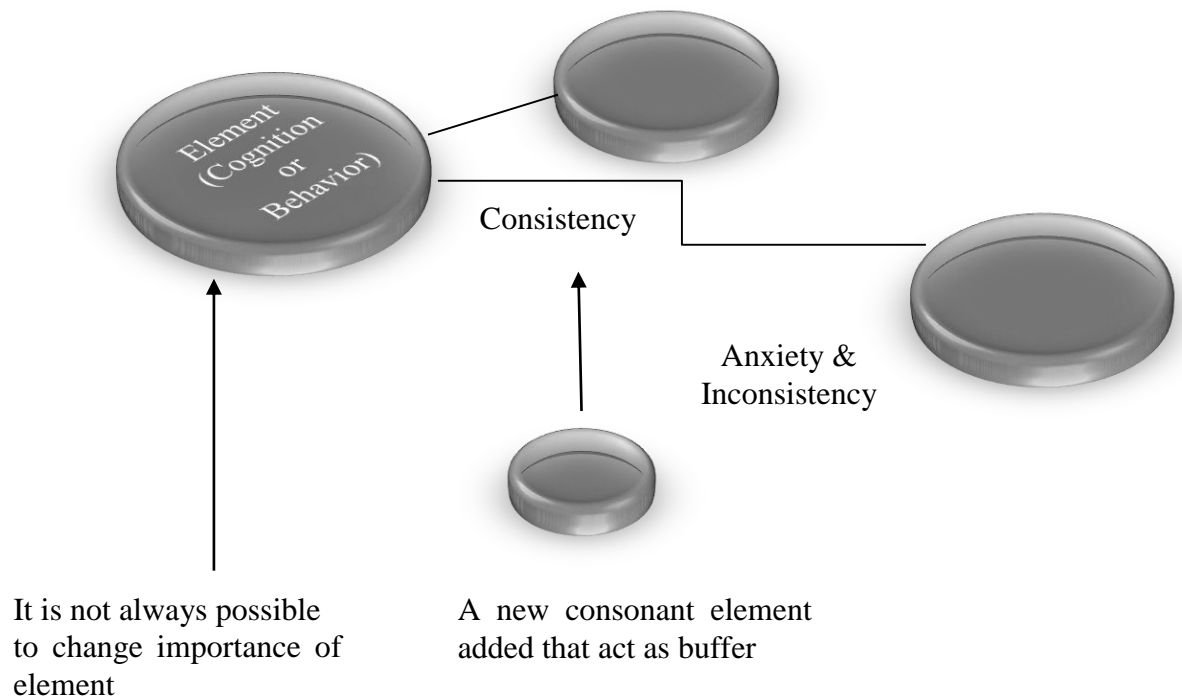 Element
(Cognition
or
Behavior)
Consistency
Anxiety &
Inconsistency
It is not always possible
to change importance of
element
A new consonant element
added that act as buffer